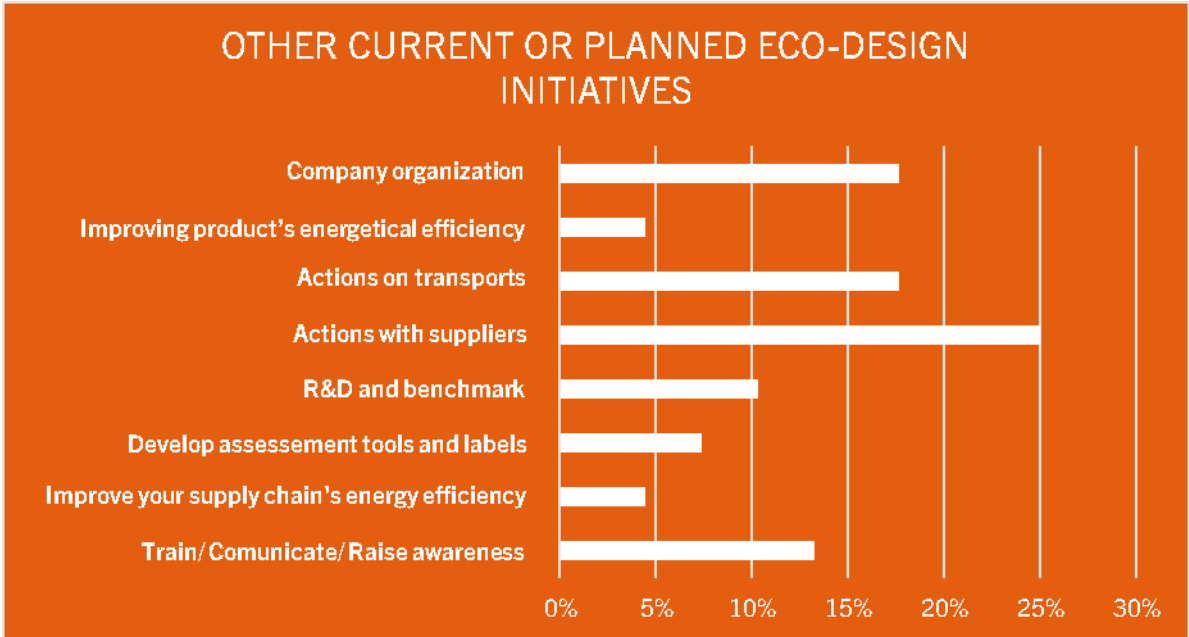 OTHER CURRENT OR PLANNED ECO-DESIGN
INITIATIVES
Company organization
Improving product's energetical efficiency
Actions on transports
Actions with suppliers
R&D and benchmark
Develop assessement tools and labels
Improve your supply chain's energy efficiency
Train/ Comunicate/ Raise awareness
0% 5% 10% 15% 20% 25% 30%